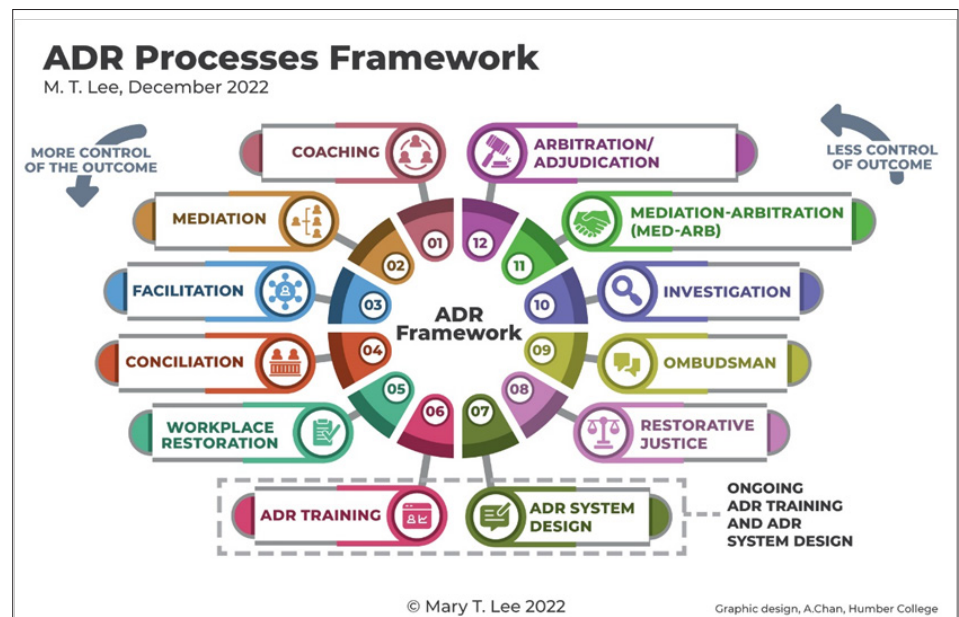 ADR Processes Framework
M. T. Lee, December 2022
MORE CONTROL
OF THE OUTCOME
LESS CONTROL
OF OUTCOME
COACHING
01
MEDIATION
02
FACILITATION
03
CONCILIATION
04
WORKPLACE
RESTORATION
05
ADR TRAINING
06
ADR SYSTEM
DESIGN
07
RESTORATIVE
JUSTICE
08
OMBUDSMAN
09
INVESTIGATION
10
MEDIATION-ARBITRATION
(MED-ARB)
11
ARBITRATION/
ADJUDICATION
12
ADR
Framework
ONGOING
ADR TRAINING
AND ADR
SYSTEM DESIGN
© Mary T. Lee 2022
Graphic design, A.Chan, Humber College